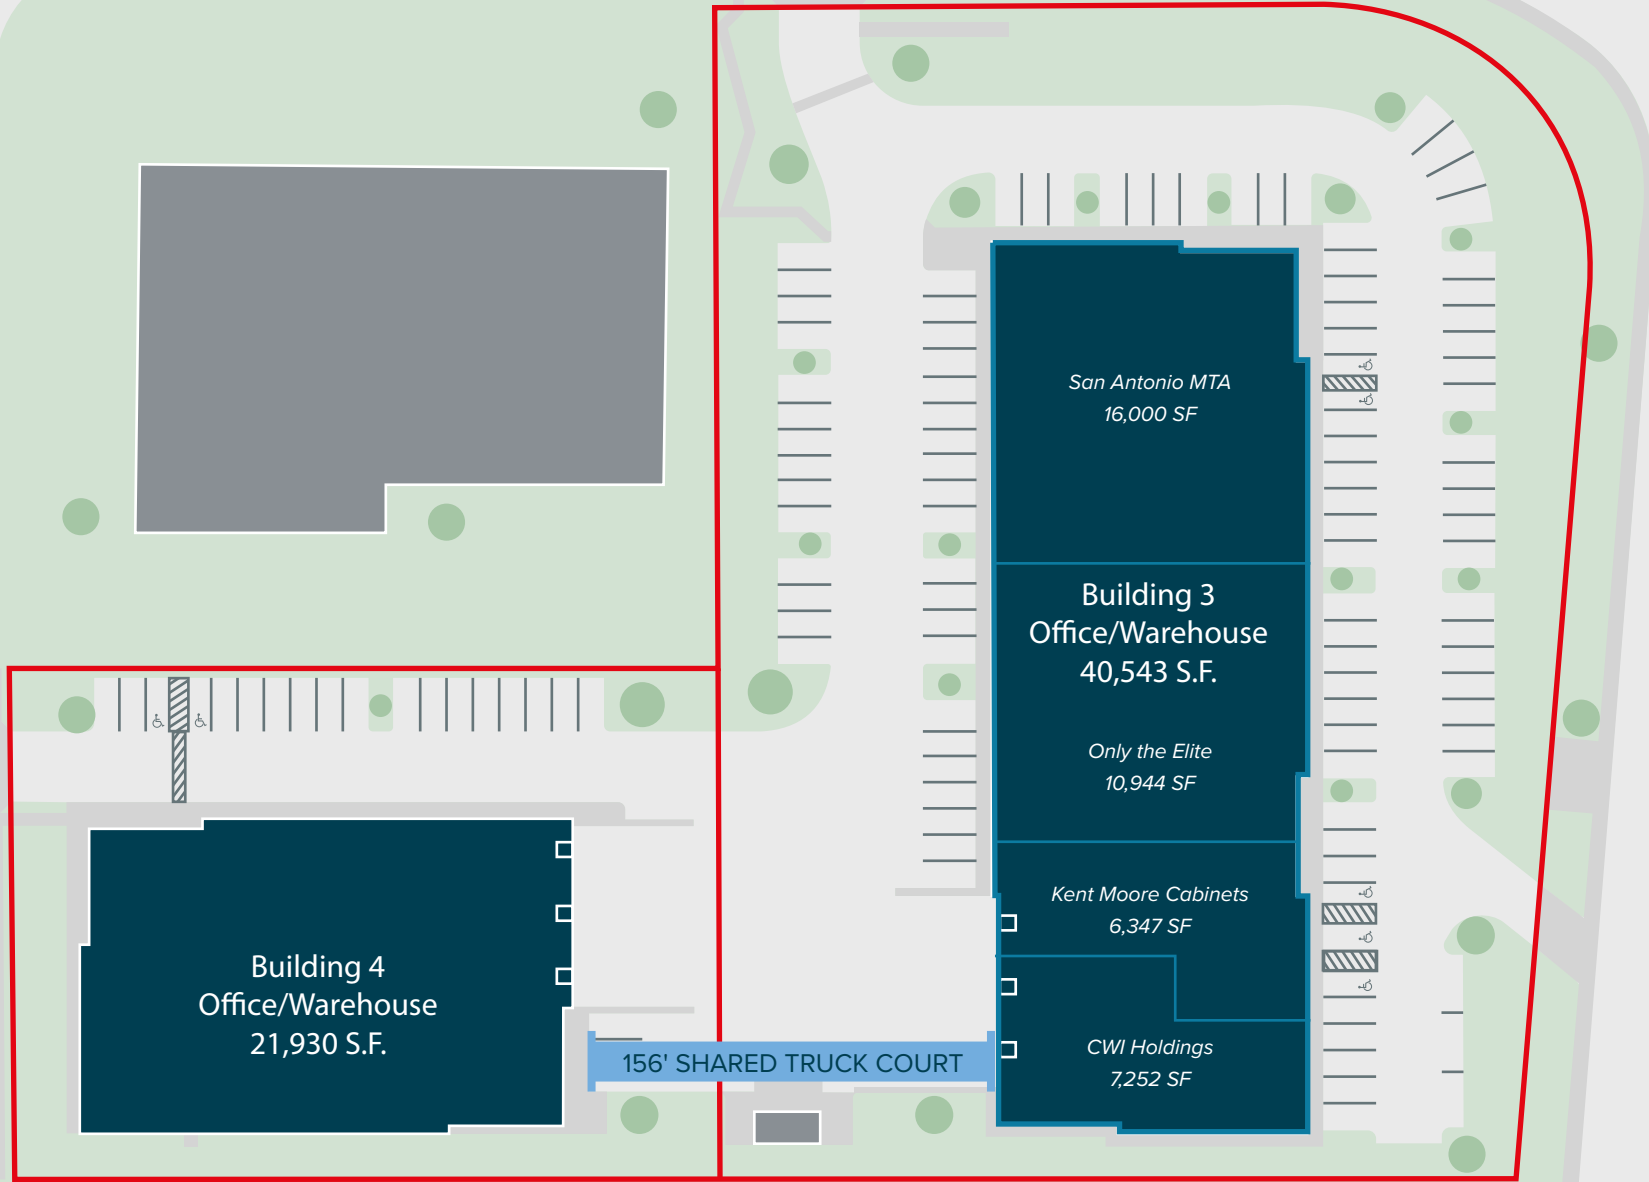 San Antonio MTA
16,000 SF
Building 3
Office/Warehouse
40,543 S.F.
Only the Elite
10,944 SF
Kent Moore Cabinets
6,347 SF
Building 4
Office/Warehouse
21,930 S.F.
CWI Holdings
7,252 SF
156' SHARED TRUCK COURT